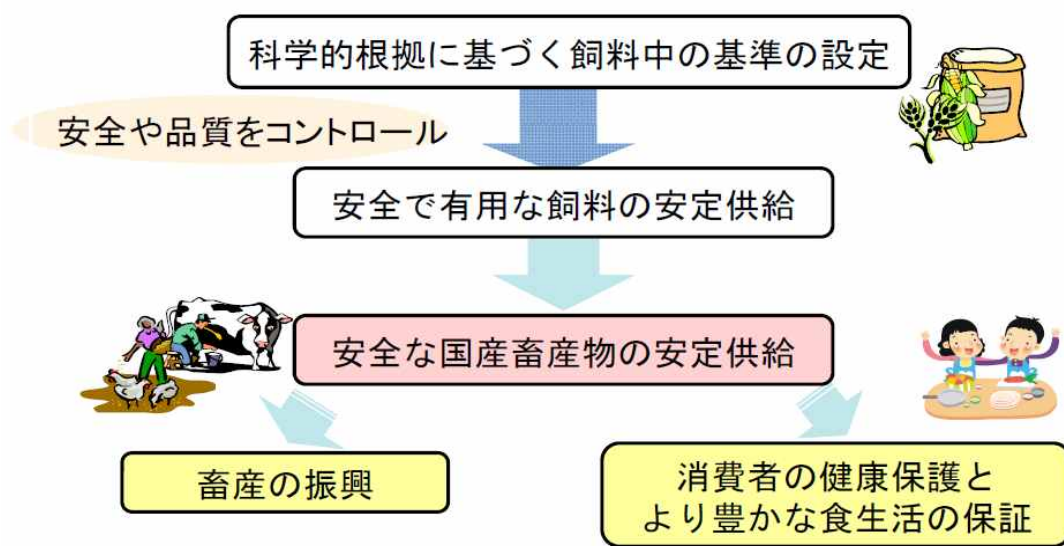 科学的根拠に基づく飼料中の基準の設定
安全や品質をコントロール
安全で有用な飼料の安定供給
安全な国産畜産物の安定供給
畜産の振興
消費者の健康保護と
より豊かな食生活の保証